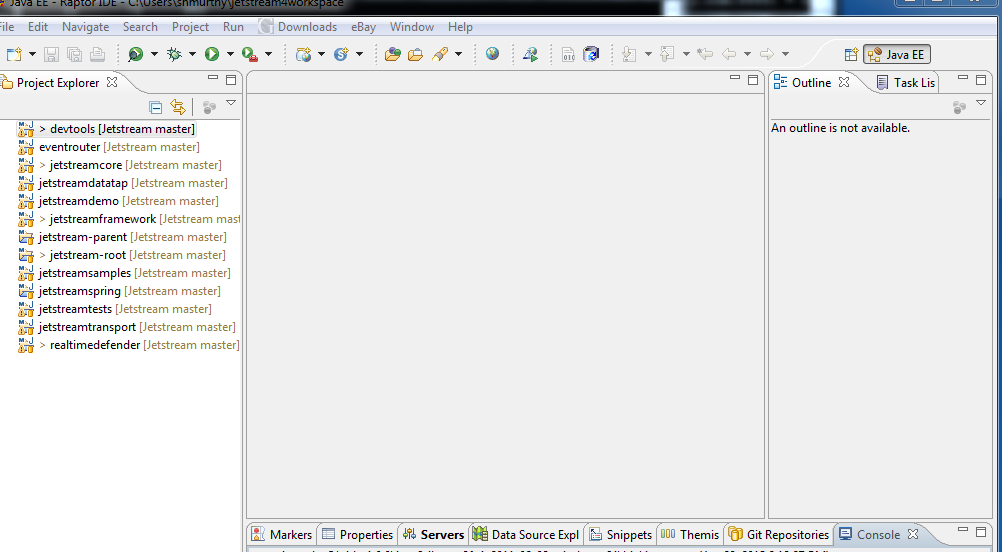 Java EE - Raptor IDE - C:\Users\shmurthy\jetstream4workspace
File Edit Navigate Search Project Run Downloads eBay Window Help
Java EE
Project Explorer
Outline Task Lis
An outline is not available.
> devtools [Jetstream master]
eventrouter [Jetstream master]
> jetstreamcore [Jetstream master]
jetstreamdatatap [Jetstream master]
jetstreamdemo [Jetstream master]
> jetstreamframework [Jetstream mast
jetstream-parent [Jetstream master]
> jetstream-root [Jetstream master]
jetstreamsamples [Jetstream master]
jetstreamspring [Jetstream master]
jetstreamtests [Jetstream master]
jetstreamtransport [Jetstream master]
> realtimedefender [Jetstream master]
Markers Properties Servers Data Source Expl Snippets Themis Git Repositories Console